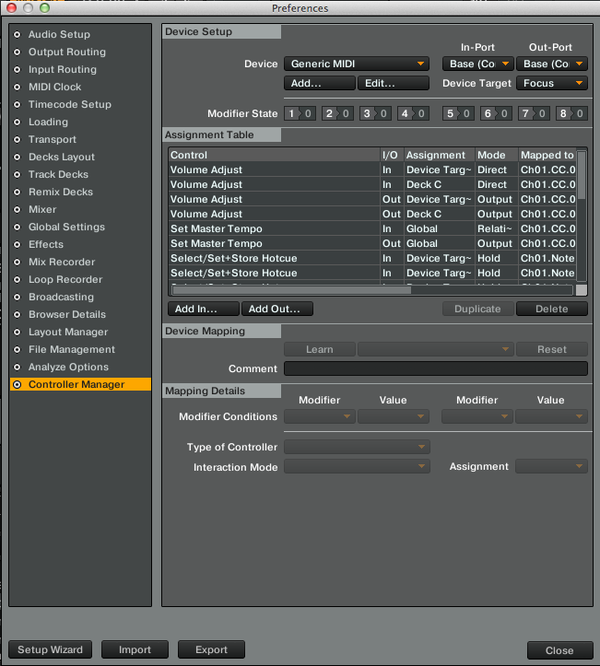 Preferences
Audio Setup
Output Routing
Input Routing
MIDI Clock
Timecode Setup
Loading
Transport
Decks Layout
Track Decks
Remix Decks
Mixer
Global Settings
Effects
Mix Recorder
Loop Recorder
Broadcasting
Browser Details
Layout Manager
File Management
Analyze Options
Controller Manager
Device Setup
In-Port Out-Port
Device Generic MIDI Base (Co Base (Co
Add... Edit... Device Target Focus
Modifier State 1 0 2 0 3 0 4 0 5 0 6 0 7 0 8 0
Assignment Table
Control I/O Assignment Mode Mapped to
Volume Adjust In Device Targ~ Direct Ch01.CC.0
Volume Adjust In Deck C Direct Ch01.CC.0
Volume Adjust Out Device Targ~ Output Ch01.CC.0
Volume Adjust Out Deck C Output Ch01.CC.0
Set Master Tempo In Global Relati~ Ch01.CC.0
Set Master Tempo Out Global Output Ch01.CC.0
Select/Set+Store Hotcue In Device Targ~ Hold Ch01.Note
Select/Set+Store Hotcue In Device Targ~ Hold Ch01.Note
Add In... Add Out... Duplicate Delete
Device Mapping
Learn Reset
Comment
Mapping Details
Modifier Value Modifier Value
Modifier Conditions
Type of Controller
Interaction Mode Assignment
Setup Wizard Import Export Close